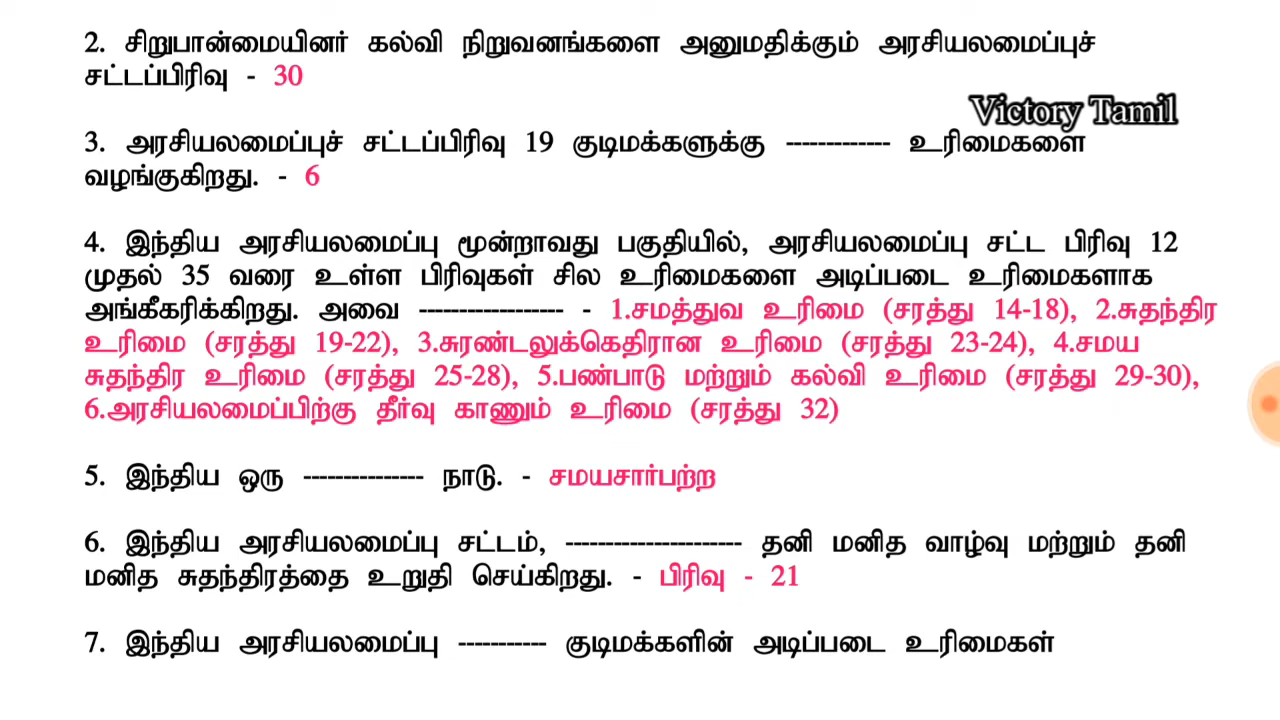 2. சிறுபான்மையினர் கல்வி நிறுவனங்களை அனுமதிக்கும் அரசியலமைப்புச்
சட்டப்பிரிவு - 30
Victory Tamil
3. அரசியலமைப்புச் சட்டப்பிரிவு 19 குடிமக்களுக்கு ------------- உரிமைகளை
வழங்குகிறது. - 6
4. இந்திய அரசியலமைப்பு மூன்றாவது பகுதியில், அரசியலமைப்பு சட்ட பிரிவு 12
முதல் 35 வரை உள்ள பிரிவுகள் சில உரிமைகளை அடிப்படை உரிமைகளாக
அங்கீகரிக்கிறது. அவை ------------------ - 1.சமத்துவ உரிமை (சரத்து 14-18), 2.சுதந்திர
உரிமை (சரத்து 19-22), 3.சுரண்டலுக்கெதிரான உரிமை (சரத்து 23-24), 4.சமய
சுதந்திர உரிமை (சரத்து 25-28), 5.பண்பாடு மற்றும் கல்வி உரிமை (சரத்து 29-30),
6.அரசியலமைப்பிற்கு தீர்வு காணும் உரிமை (சரத்து 32)
5. இந்திய ஒரு --------------- நாடு. - சமயசார்பற்ற
6. இந்திய அரசியலமைப்பு சட்டம், ---------------------- தனி மனித வாழ்வு மற்றும் தனி
மனித சுதந்திரத்தை உறுதி செய்கிறது. - பிரிவு - 21
7. இந்திய அரசியலமைப்பு ----------- குடிமக்களின் அடிப்படை உரிமைகள்